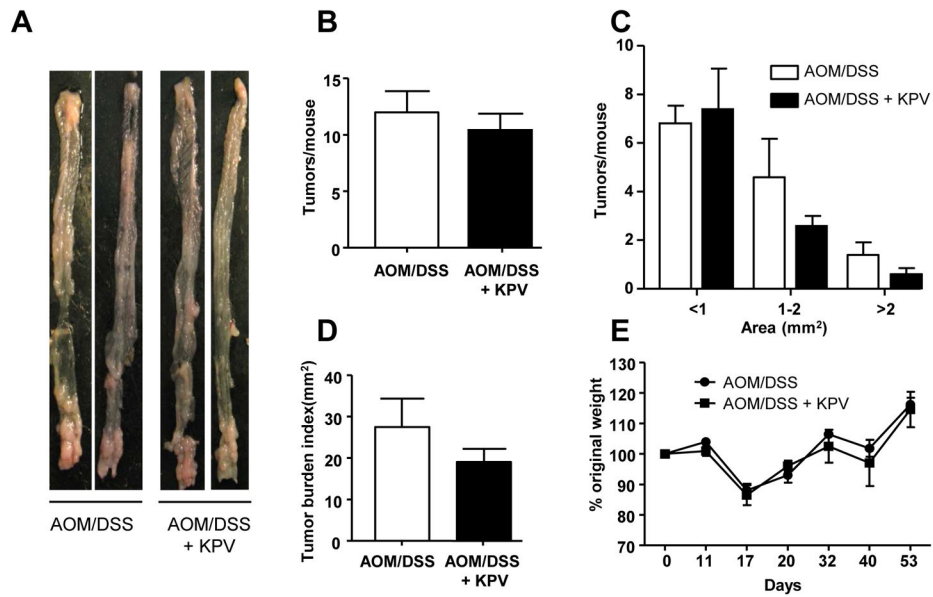 A
AOM/DSS
AOM/DSS
+ KPV
B
Tumors/mouse
15
10
5
0
AOM/DSS
AOM/DSS
+ KPV
C
Tumors/mouse
10
8
6
4
2
0
AOM/DSS
AOM/DSS + KPV
<1
1-2
>2
Area (mm²)
D
Tumor burden index(mm²)
40
30
20
10
0
AOM/DSS
AOM/DSS
+ KPV
E
% original weight
130
120
110
100
90
80
70
AOM/DSS
AOM/DSS + KPV
0 11 17 20 32 40 53
Days